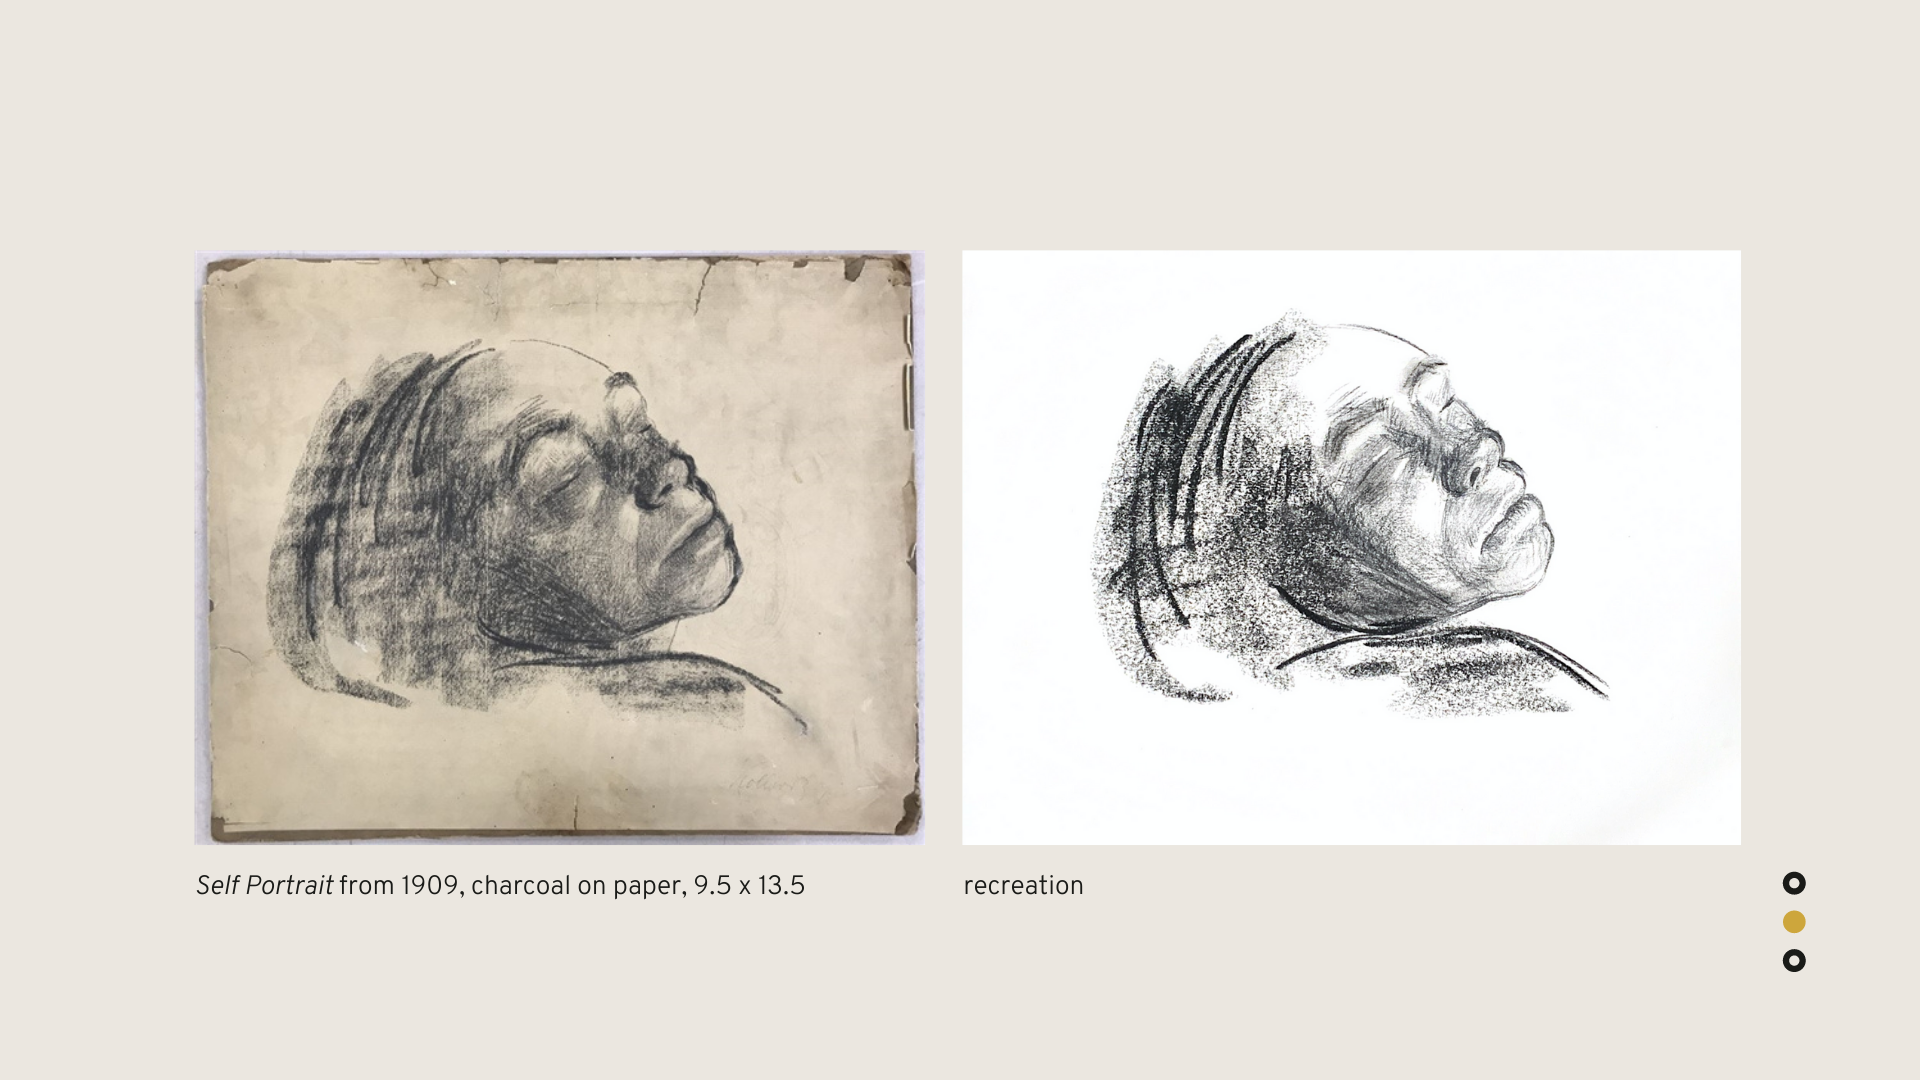 Self Portrait from 1909, charcoal on paper, 9.5 x 13.5
recreation